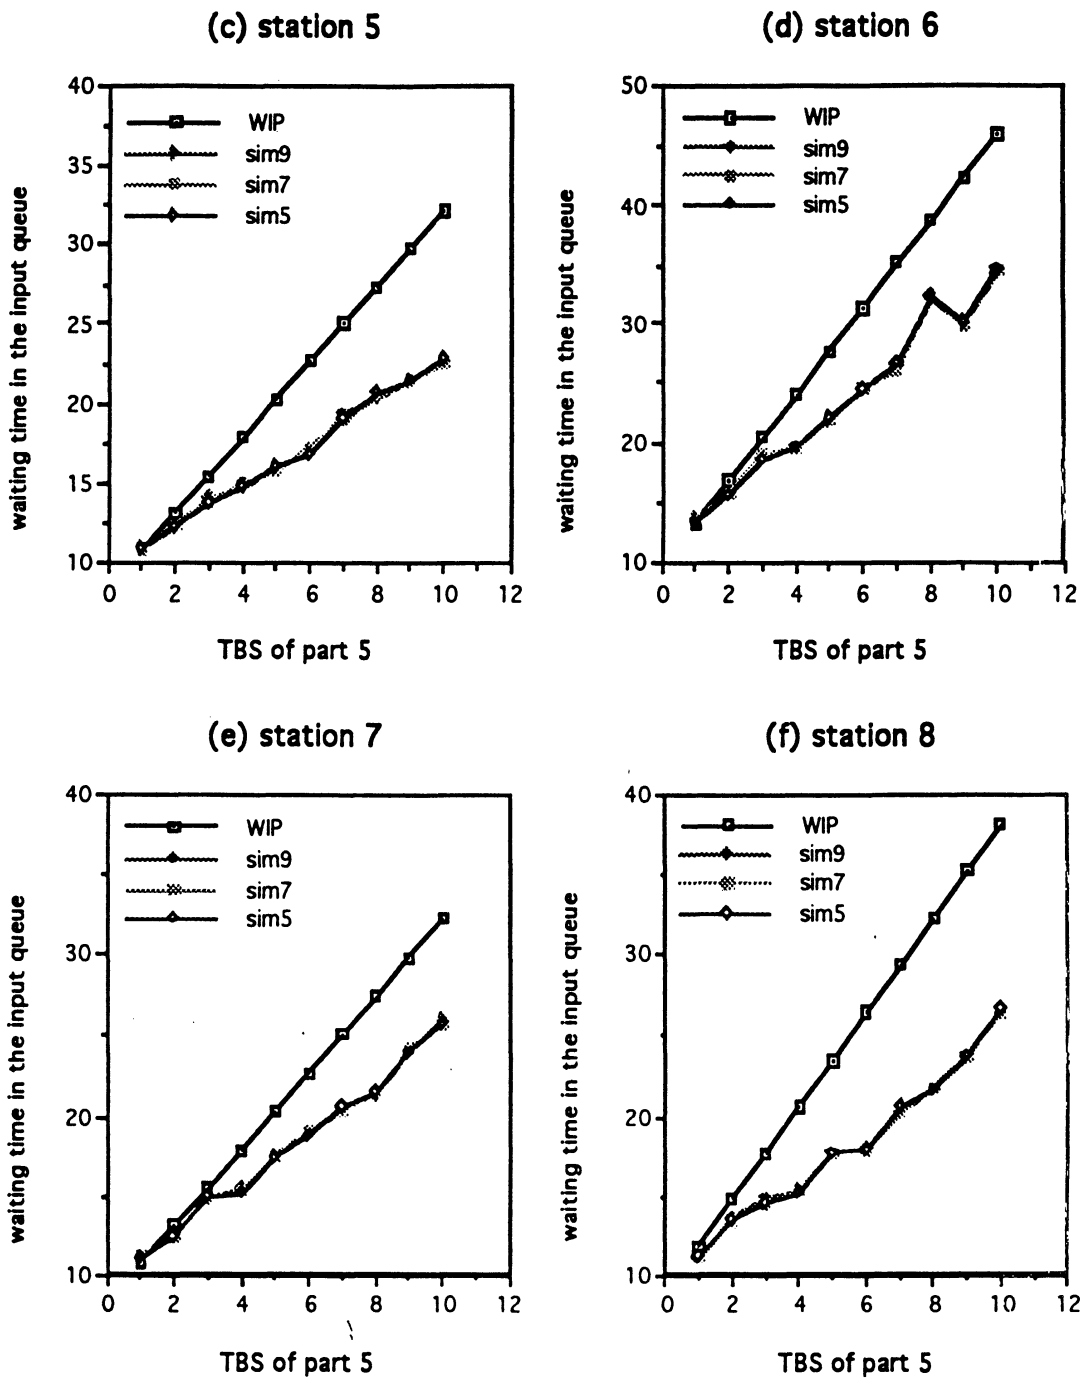 (c) station 5
(d) station 6
40
35
30
25
20
15
10
WIP
sim9
sim7
sim5
waiting time in the input queue
0 2 4 6 8 10 12
TBS of part 5
50
40
30
20
10
WIP
sim9
sim7
sim5
waiting time in the input queue
0 2 4 6 8 10 12
TBS of part 5
(e) station 7
(f) station 8
40
30
20
10
WIP
sim9
sim7
sim5
waiting time in the input queue
0 2 4 6 8 10 12
TBS of part 5
40
30
20
10
WIP
sim9
sim7
sim5
waiting time in the input queue
0 2 4 6 8 10 12
TBS of part 5